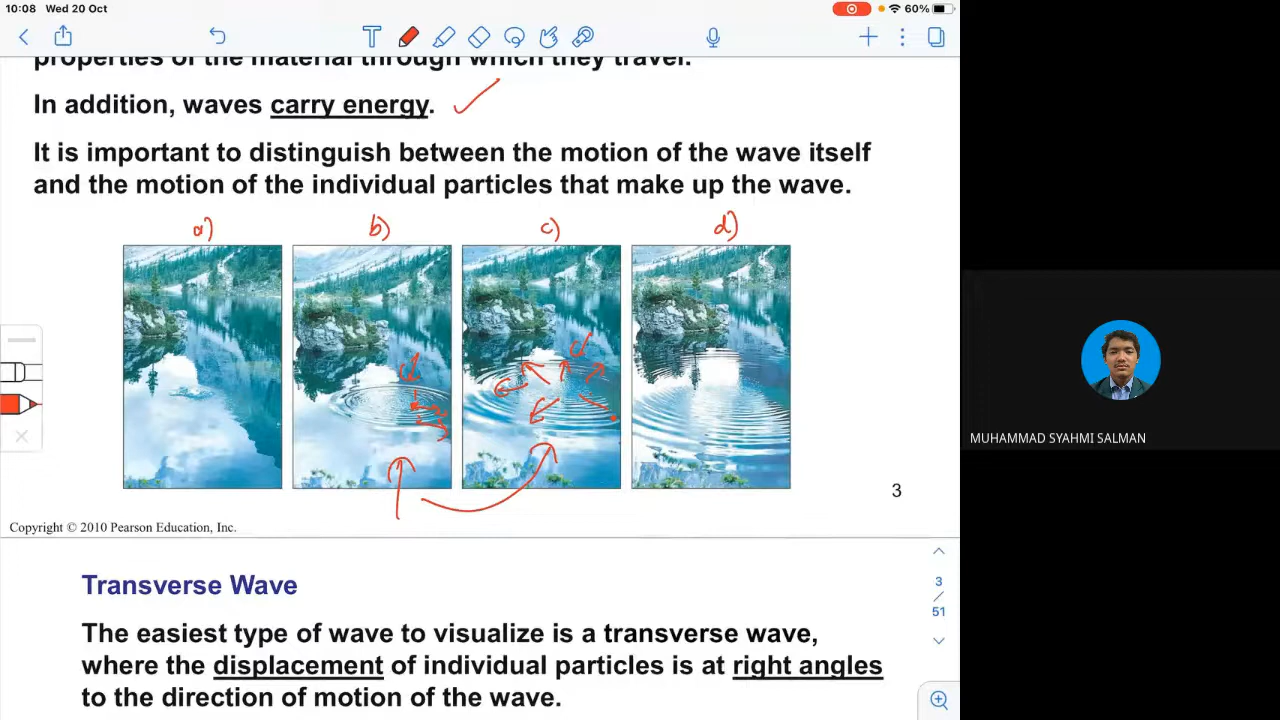 10:08 Wed 20 Oct
60%
T
properties of the material through which they travel.
In addition, waves carry energy.
It is important to distinguish between the motion of the wave itself
and the motion of the individual particles that make up the wave.
a) b) c) d)
3
Copyright © 2010 Pearson Education, Inc.
Transverse Wave
The easiest type of wave to visualize is a transverse wave,
where the displacement of individual particles is at right angles
to the direction of motion of the wave.
3
/
51
MUHAMMAD SYAHMI SALMAN